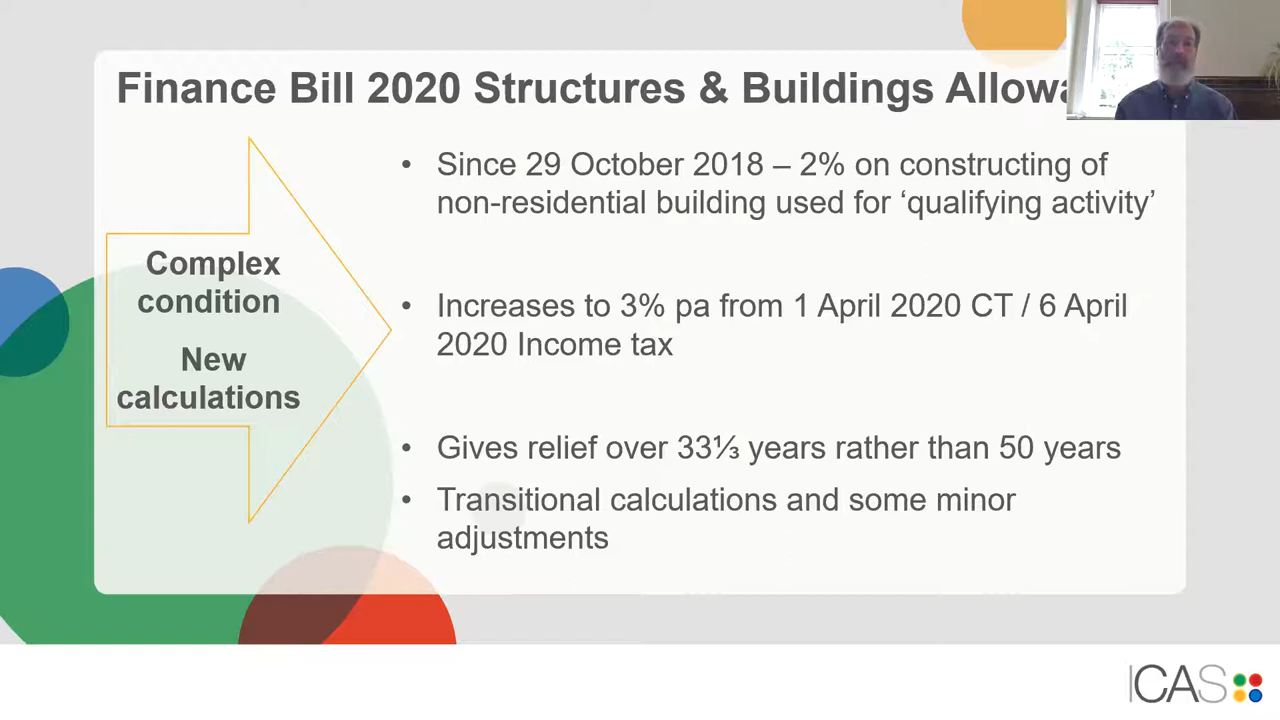 Finance Bill 2020 Structures & Buildings
Complex
condition
New
calculations
• Since 29 October 2018 – 2% on constructing of
non-residential building used for ‘qualifying activity’
• Increases to 3% pa from 1 April 2020 CT / 6 April
2020 Income tax
• Gives relief over 33⅓ years rather than 50 years
• Transitional calculations and some minor
adjustments
ICAS